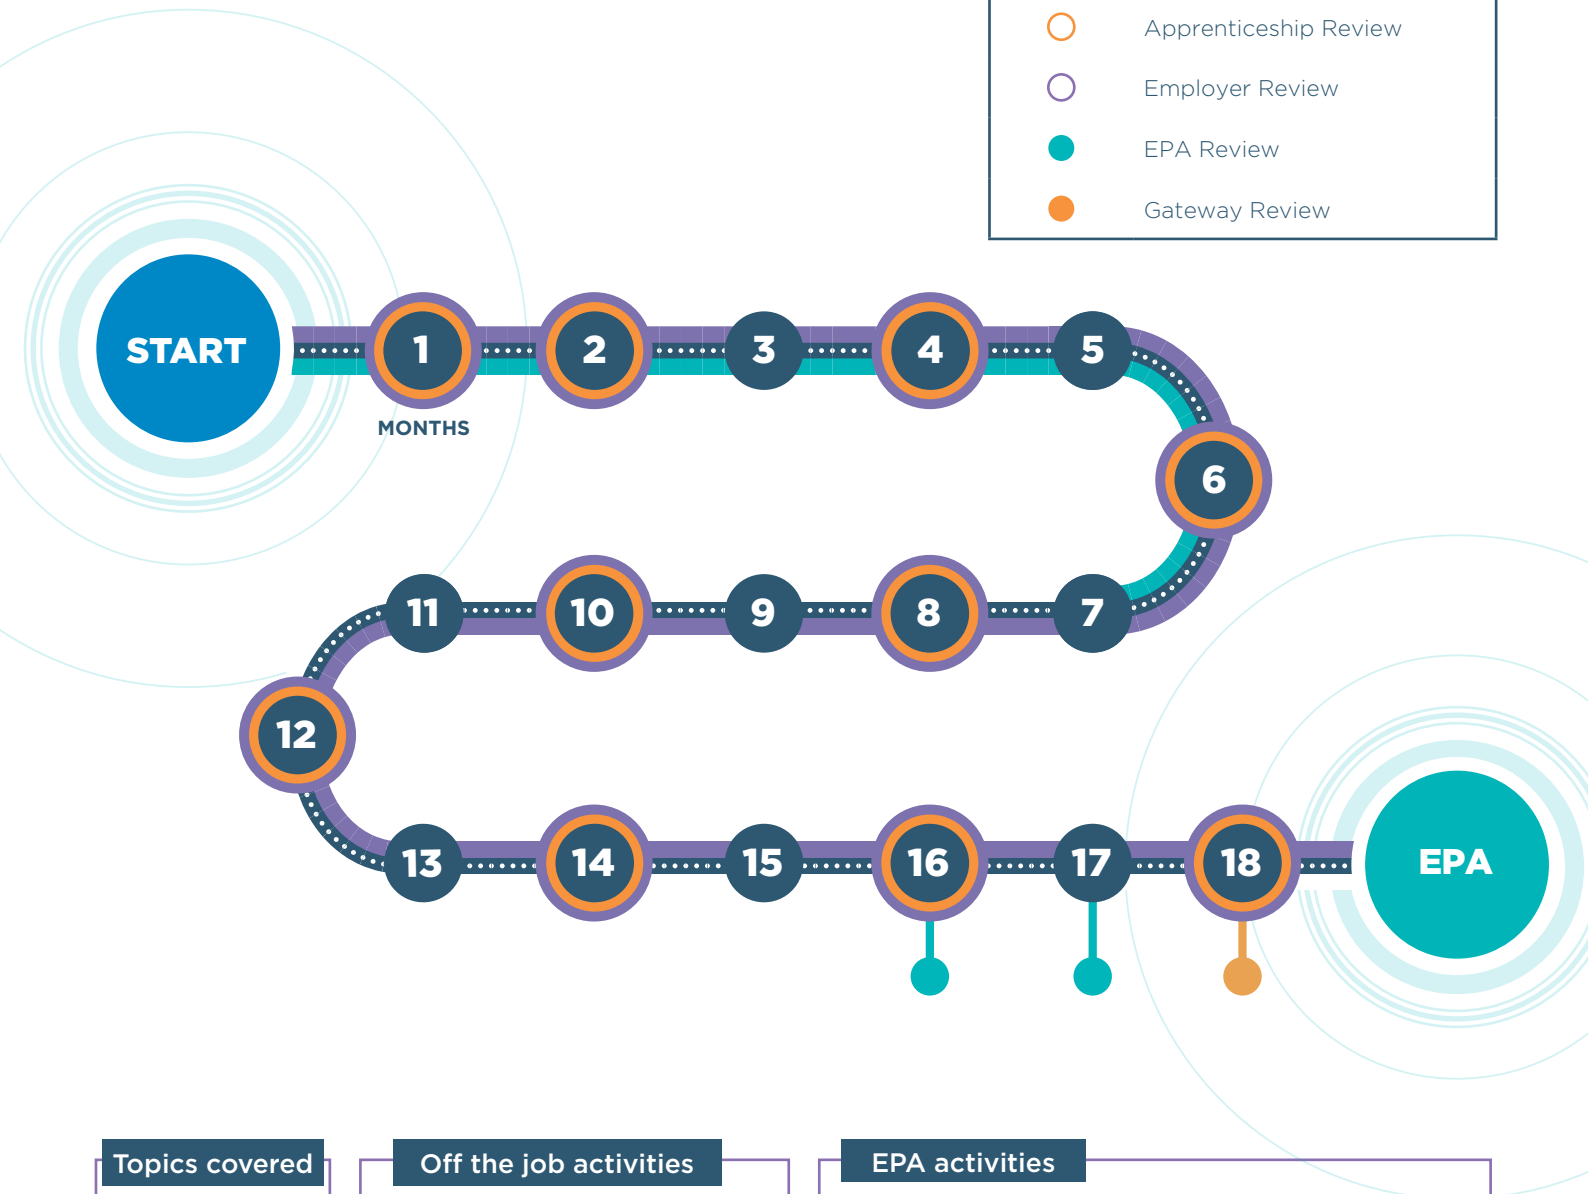 Apprenticeship Review
Employer Review
EPA Review
Gateway Review
START
1
2
3
4
5
MONTHS
6
11
10
9
8
7
12
13
14
15
16
17
18
EPA
Topics covered
Off the job activities
EPA activities